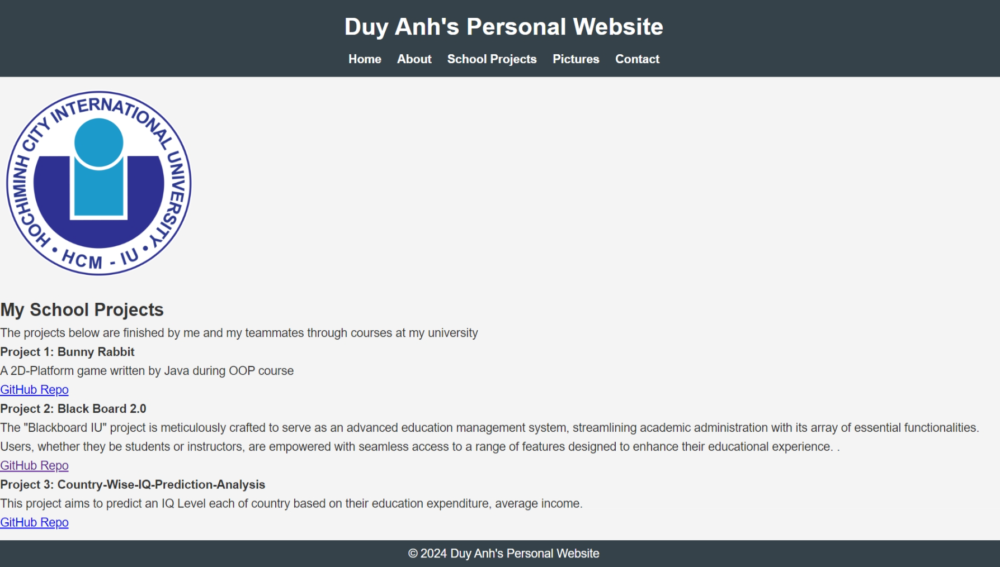 Duy Anh's Personal Website
Home About School Projects Pictures Contact
HOCHIMINH CITY INTERNATIONAL UNIVERSITY
• HCM - IU •
My School Projects
The projects below are finished by me and my teammates through courses at my university
Project 1: Bunny Rabbit
A 2D-Platform game written by Java during OOP course
GitHub Repo
Project 2: Black Board 2.0
The "Blackboard IU" project is meticulously crafted to serve as an advanced education management system, streamlining academic administration with its array of essential functionalities.
Users, whether they be students or instructors, are empowered with seamless access to a range of features designed to enhance their educational experience. .
GitHub Repo
Project 3: Country-Wise-IQ-Prediction-Analysis
This project aims to predict an IQ Level each of country based on their education expenditure, average income.
GitHub Repo
© 2024 Duy Anh's Personal Website